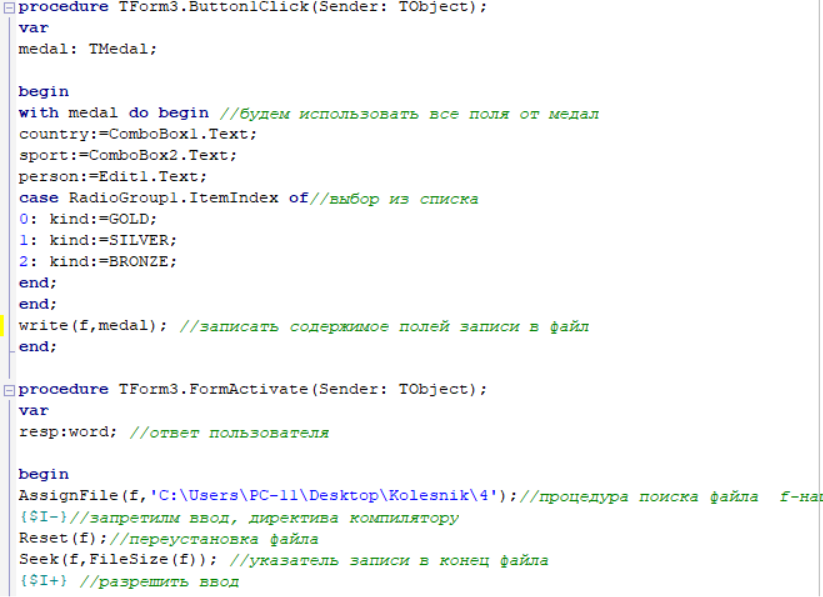 procedure TForm3.Button1Click(Sender: TObject);
var
medal: TMedal;
begin
with medal do begin //будем использовать все поля от медал
country:=ComboBox1.Text;
sport:=ComboBox2.Text;
person:=Edit1.Text;
case RadioGroup1.ItemIndex of//выбор из списка
0: kind:=GOLD;
1: kind:=SILVER;
2: kind:=BRONZE;
end;
end;
write(f,medal); //записать содержимое полей записи в файл
end;
procedure TForm3.FormActivate(Sender: TObject);
var
resp:word; //ответ пользователя
begin
AssignFile(f,'C:\Users\PC-11\Desktop\Kolesnik\4');//процедура поиска файла
{$I-}//запретилм ввод, директива компилятору
Reset(f);//переустановка файла
Seek(f,FileSize(f)); //указатель записи в конец файла
{$I+} //разрешить ввод